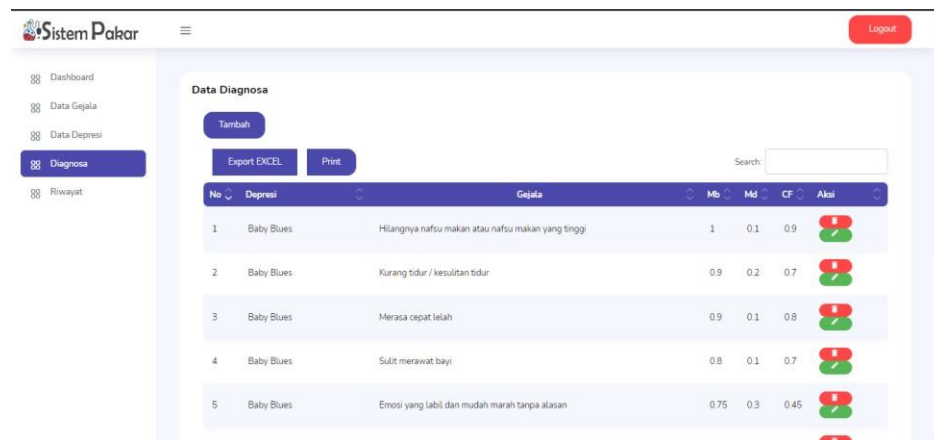 Sistem Pakar
Logout
Dashboard
Data Gejala
Data Depresi
Diagnosa
Riwayat
Data Diagnosa
Tambah
Export EXCEL Print
Search:
No Depresi Gejala Mb Md CF Aksi
1 Baby Blues Hilangnya nafsu makan atau nafsu makan yang tinggi 1 0.1 0.9
2 Baby Blues Kurang tidur / kesulitan tidur 0.9 0.2 0.7
3 Baby Blues Merasa cepat lelah 0.9 0.1 0.8
4 Baby Blues Sulit merawat bayi 0.8 0.1 0.7
5 Baby Blues Emosi yang labil dan mudah marah tanpa alasan 0.75 0.3 0.45